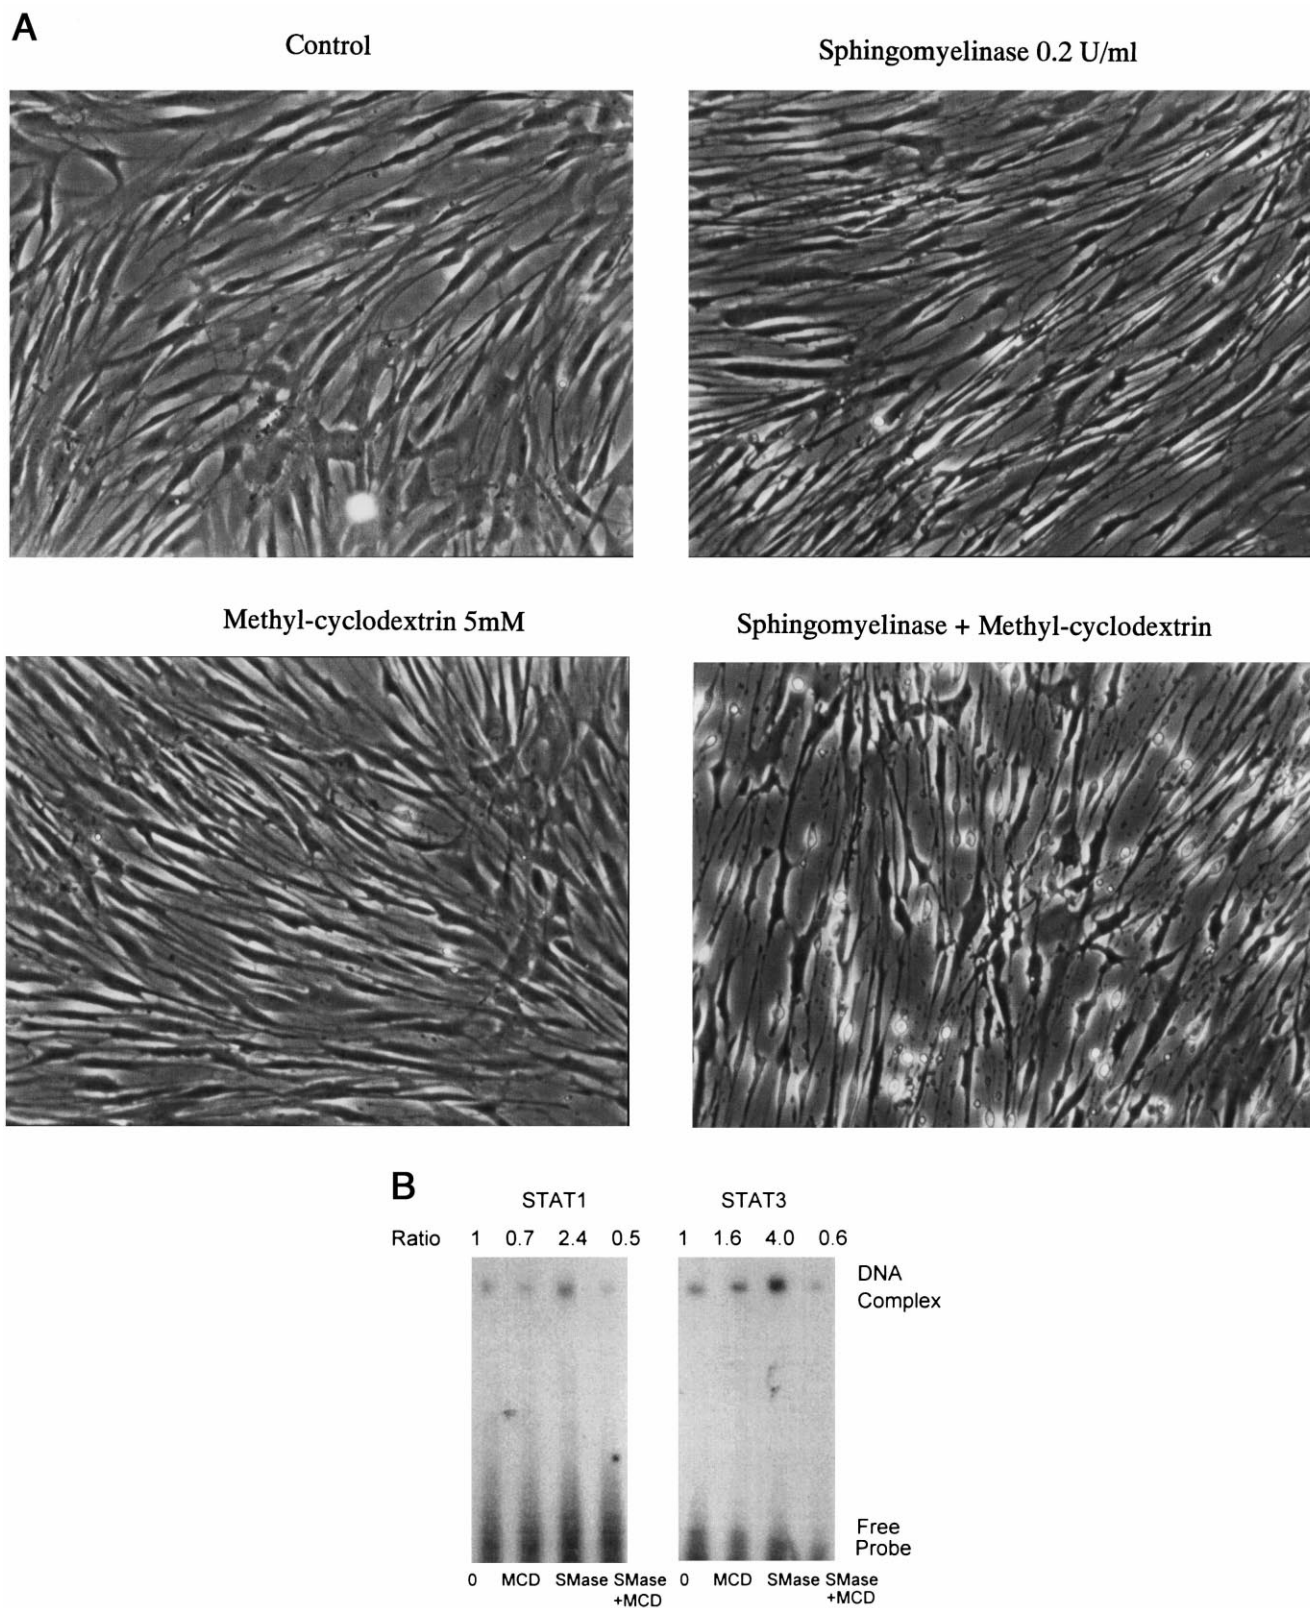 A
Control
Sphingomyelinase 0.2 U/ml
Methyl-cyclodextrin 5mM
Sphingomyelinase + Methyl-cyclodextrin
B
STAT1
STAT3
Ratio 1 0.7 2.4 0.5 1 1.6 4.0 0.6
DNA
Complex
Free
Probe
0 MCD SMase SMase +MCD 0 MCD SMase SMase +MCD